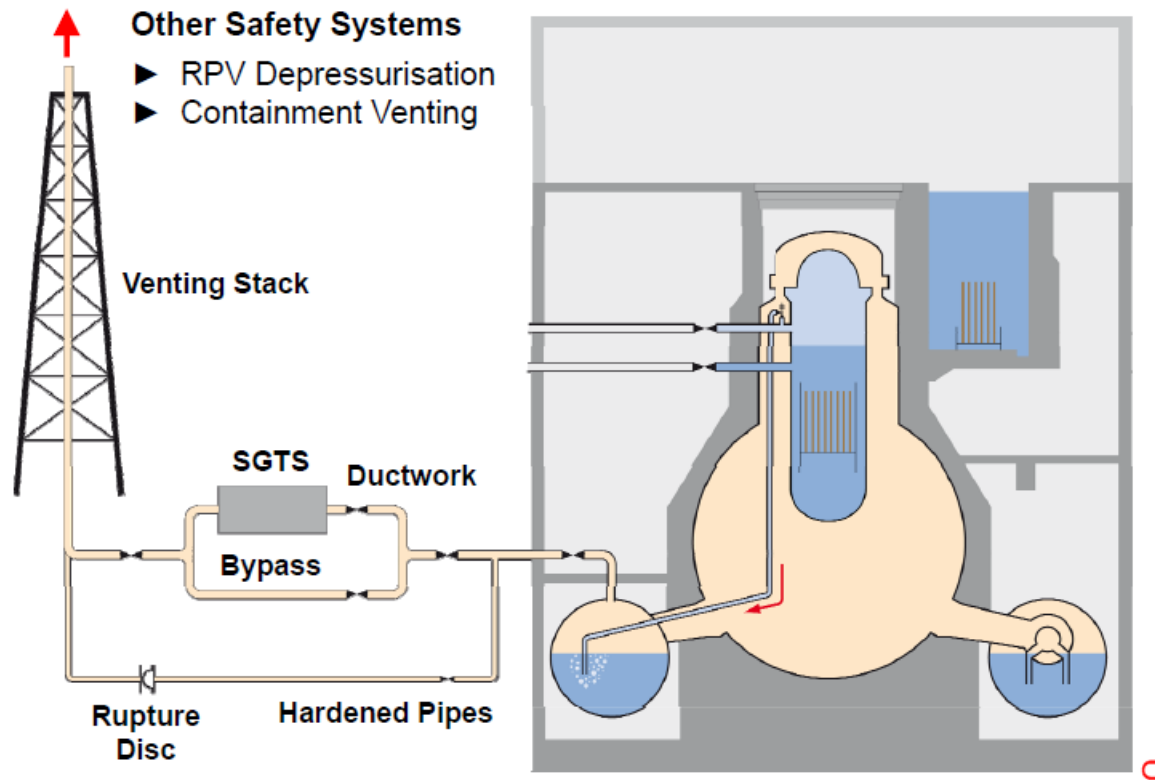 Other Safety Systems
► RPV Depressurisation
► Containment Venting
Venting Stack
SGTS
Ductwork
Bypass
Rupture
Disc
Hardened Pipes